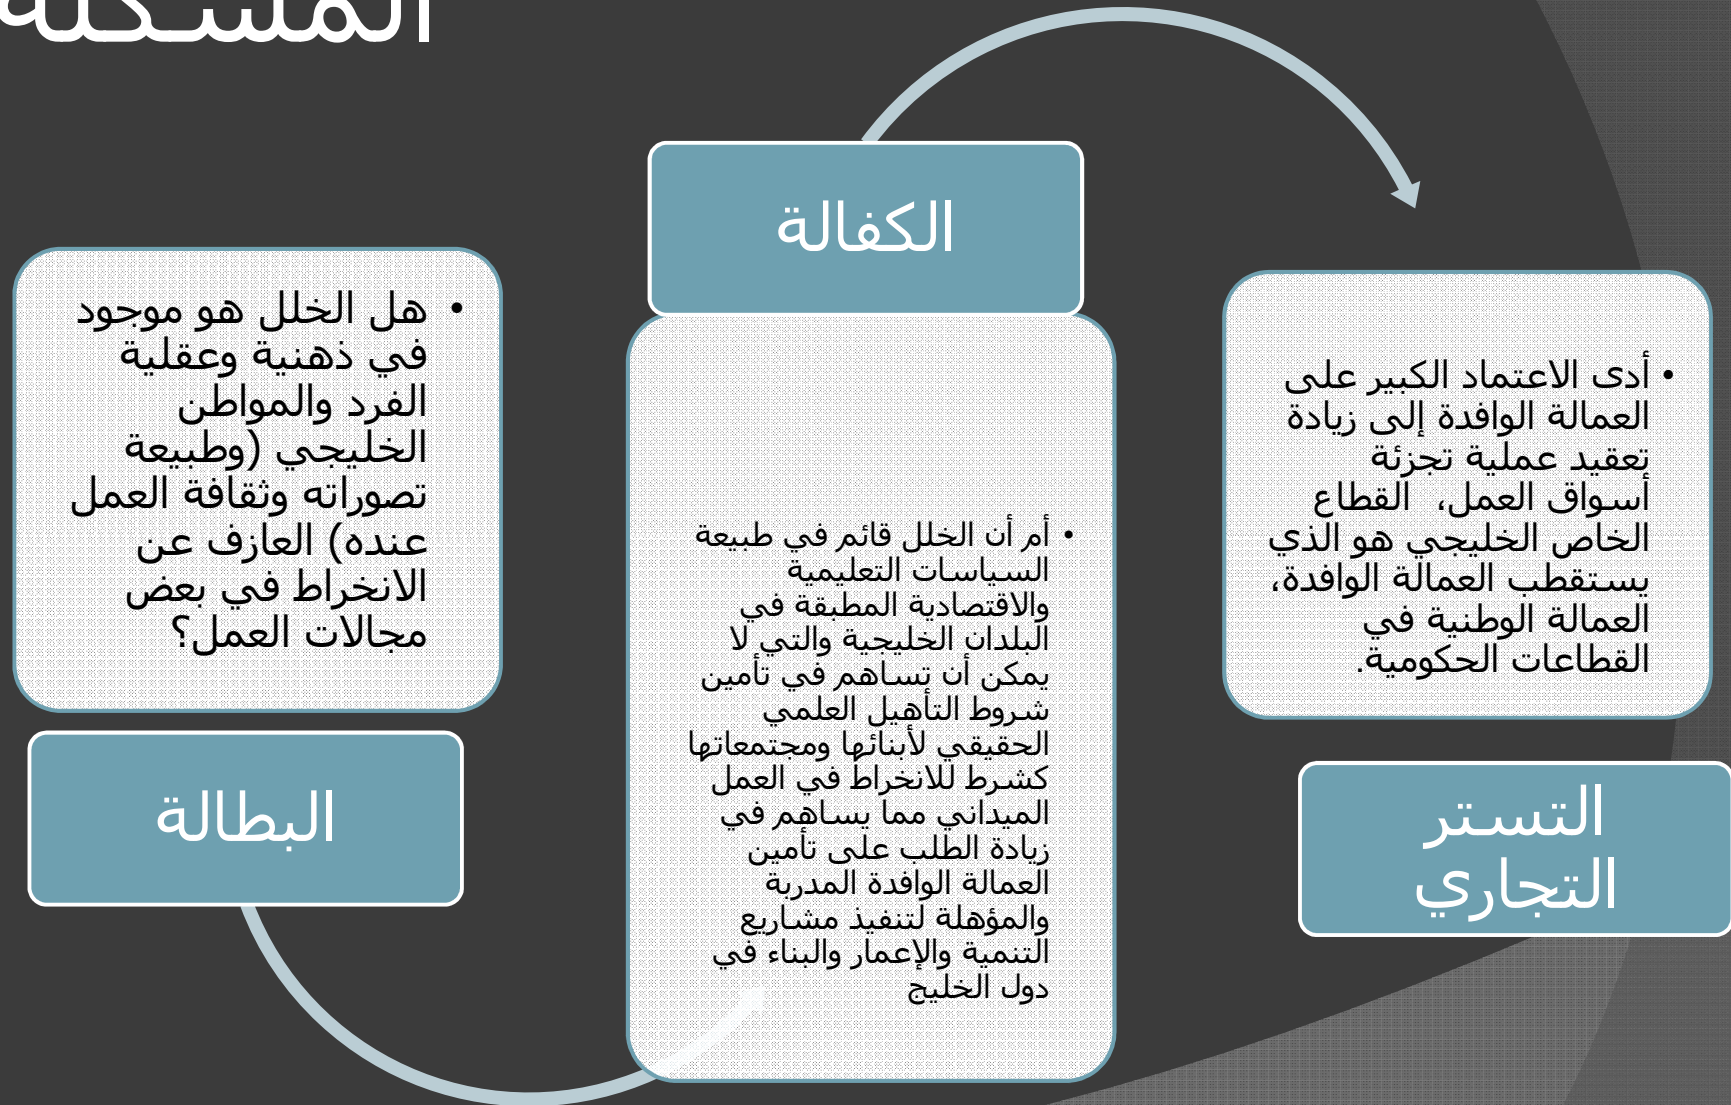 المشكلة
هل الخلل هو موجود
في ذهنية وعقلية
الفرد والمواطن
الخليجي (وطبيعة
تصوراته وثقافة العمل
عنده) العازف عن
الانخراط في بعض
مجالات العمل؟
البطالة
الكفالة
أم أن الخلل قائم في طبيعة
السياسات التعليمية
والاقتصادية المطبقة في
البلدان الخليجية والتي لا
يمكن أن تساهم في تأمين
شروط التأهيل العلمي
الحقيقي لأبنائها ومجتمعاتها
كشرط للانخراط في العمل
الميداني مما يساهم في
زيادة الطلب على تأمين
العمالة الوافدة المدربة
والمؤهلة لتنفيذ مشاريع
التنمية والإعمار والبناء في
دول الخليج
أدى الاعتماد الكبير على
العمالة الوافدة إلى زيادة
تعقيد عملية تجزئة
أسواق العمل، القطاع
الخاص الخليجي هو الذي
يستقطب العمالة الوافدة،
العمالة الوطنية في
القطاعات الحكومية.
التستر
التجاري